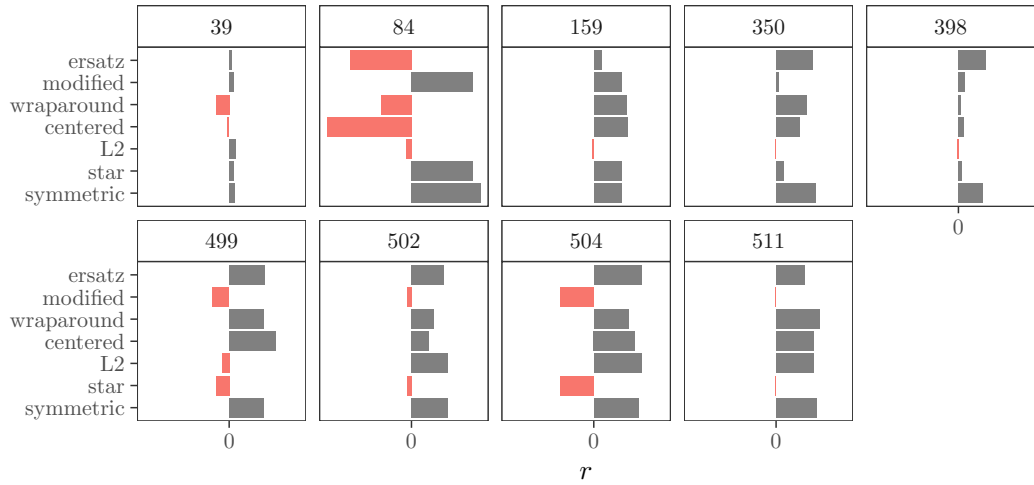 39 84 159 350 398
ersatz
modified
wraparound
centered
L2
star
symmetric
0
499 502 504 511
ersatz
modified
wraparound
centered
L2
star
symmetric
0 0 0 0
r